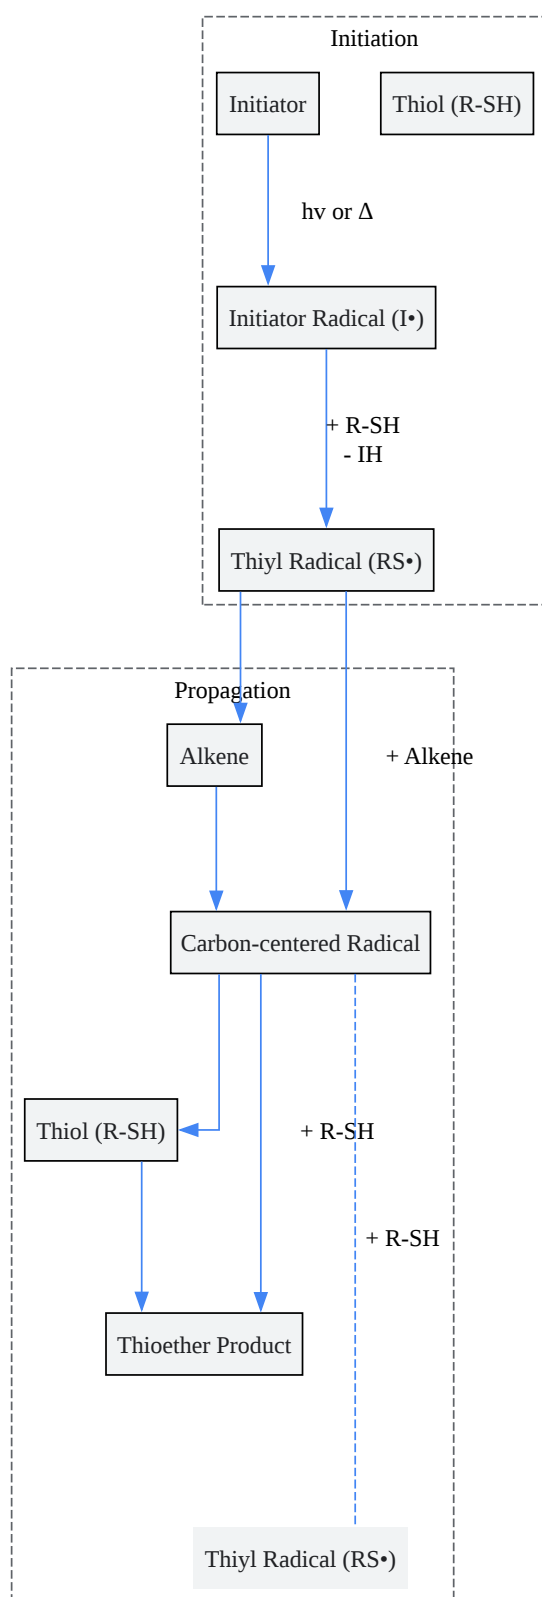 Initiation
Initiator
Thiol (R-SH)
hv or Δ
Initiator Radical (I•)
+ R-SH
- IH
Thiyl Radical (RS•)
Propagation
Alkene
+ Alkene
Carbon-centered Radical
Thiol (R-SH)
+ R-SH
+ R-SH
Thioether Product
Thiyl Radical (RS•)